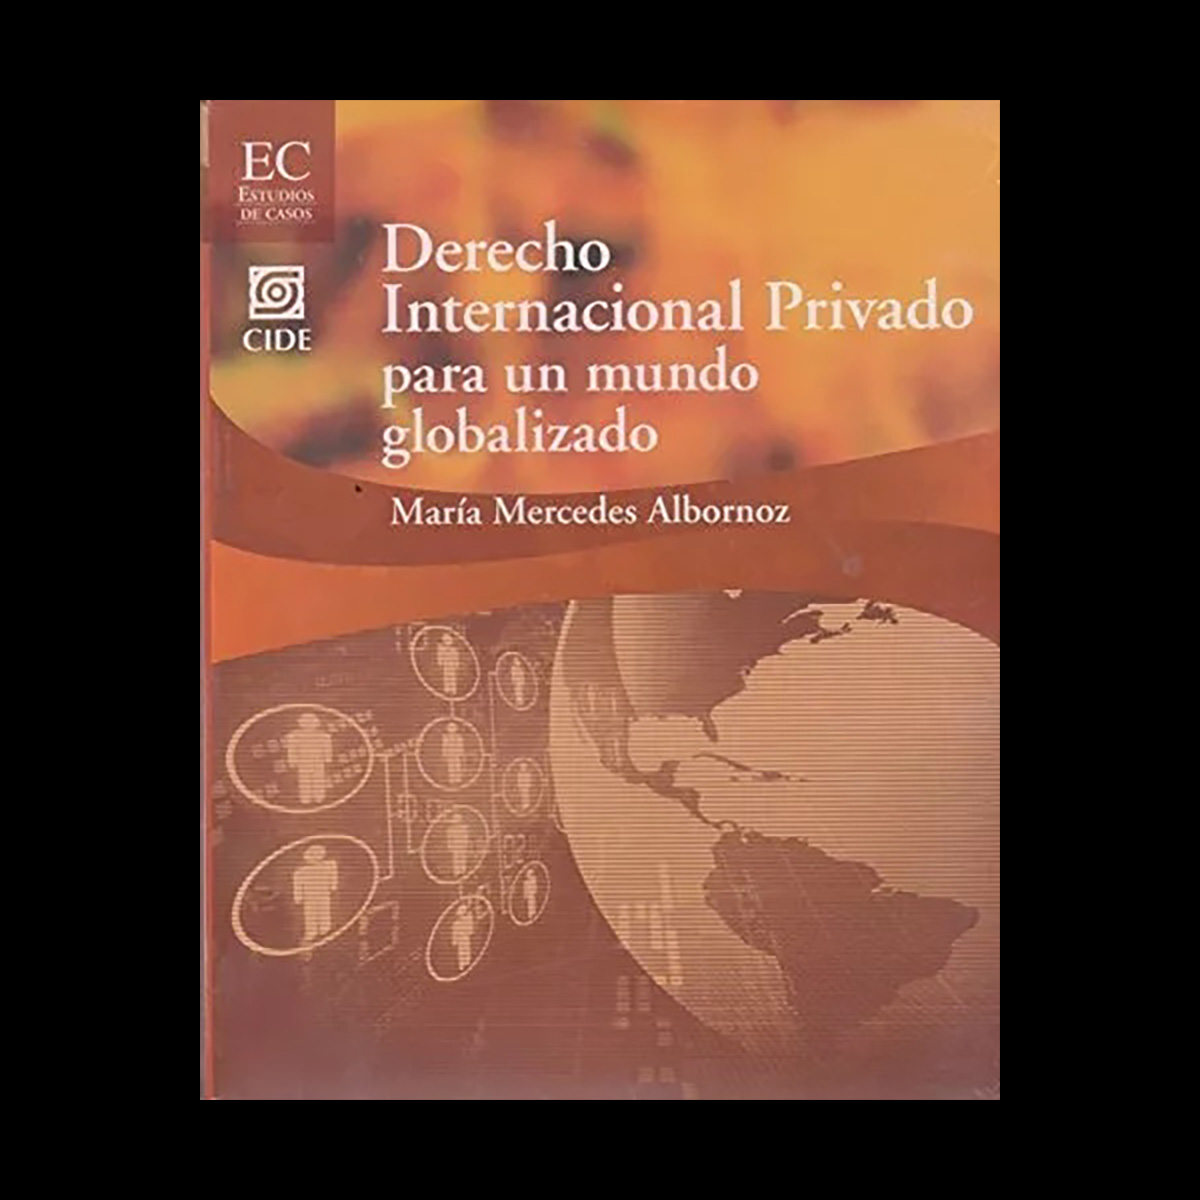 EC
ESTUDIOS
DE CASOS
CIDE
Derecho
Internacional Privado
para un mundo
globalizado
María Mercedes Albornoz